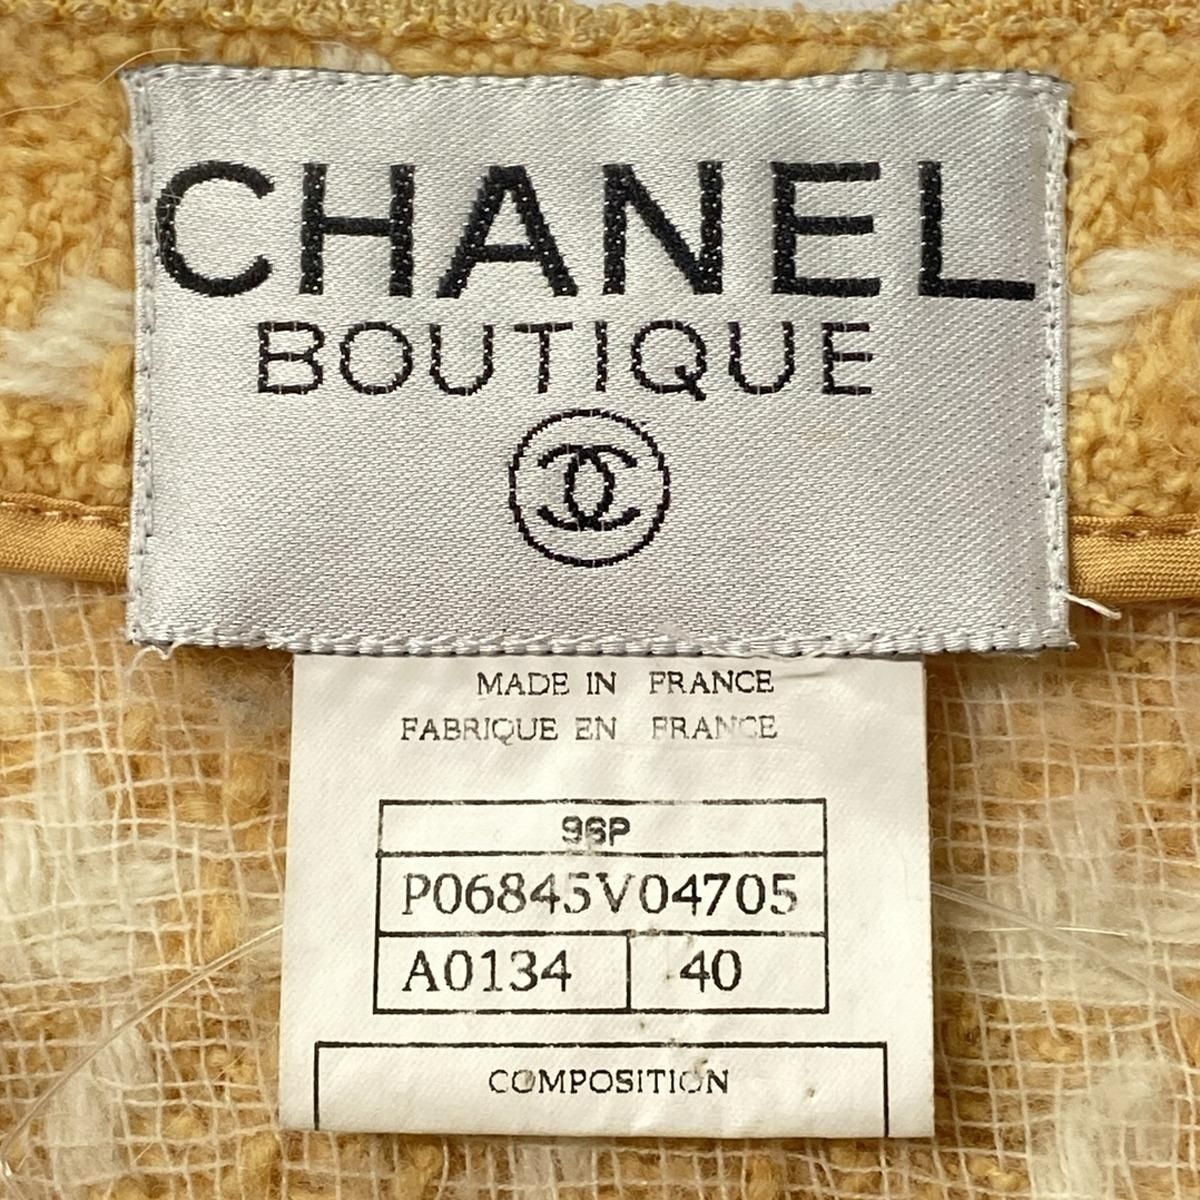 CHANEL
BOUTIQUE
MADE IN FRANCE
FABRIQUE EN FRANCE
96P
P06845V04705
A0134 40
COMPOSITION